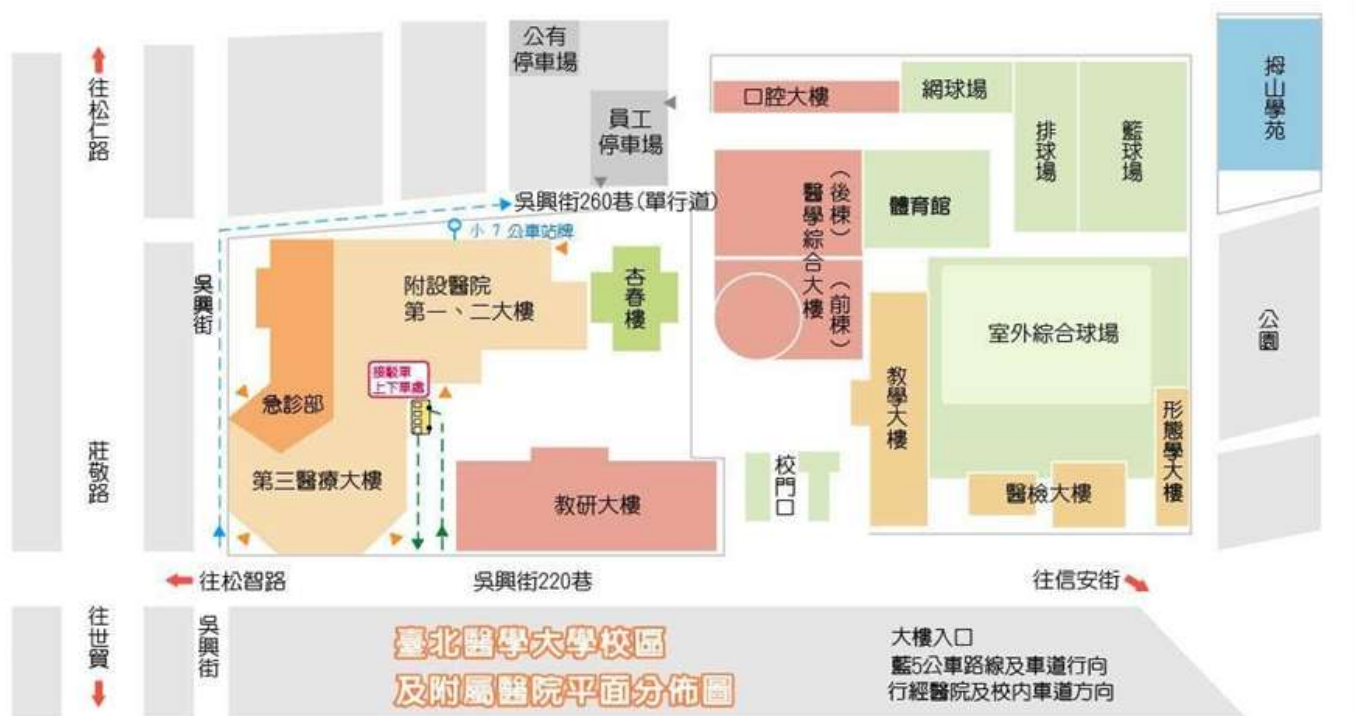 往松仁路
公有
停車場
員工
停車場
口腔大樓
網球場
排球場
籃球場
拇山學苑
吳興街260巷(單行道)
小 7 公車站牌
醫學綜合大樓
（後棟）
（前棟）
體育館
吳興街
附設醫院
第一、二大樓
杏春樓
室外綜合球場
公園
接駁車
上下車處
急診部
教學大樓
形態學大樓
莊敬路
第三醫療大樓
教研大樓
校門口
醫檢大樓
往松智路
吳興街220巷
往信安街
往世貿
吳興街
臺北醫學大學校區
及附屬醫院平面分佈圖
大樓入口
藍5公車路線及車道行向
行經醫院及校內車道方向